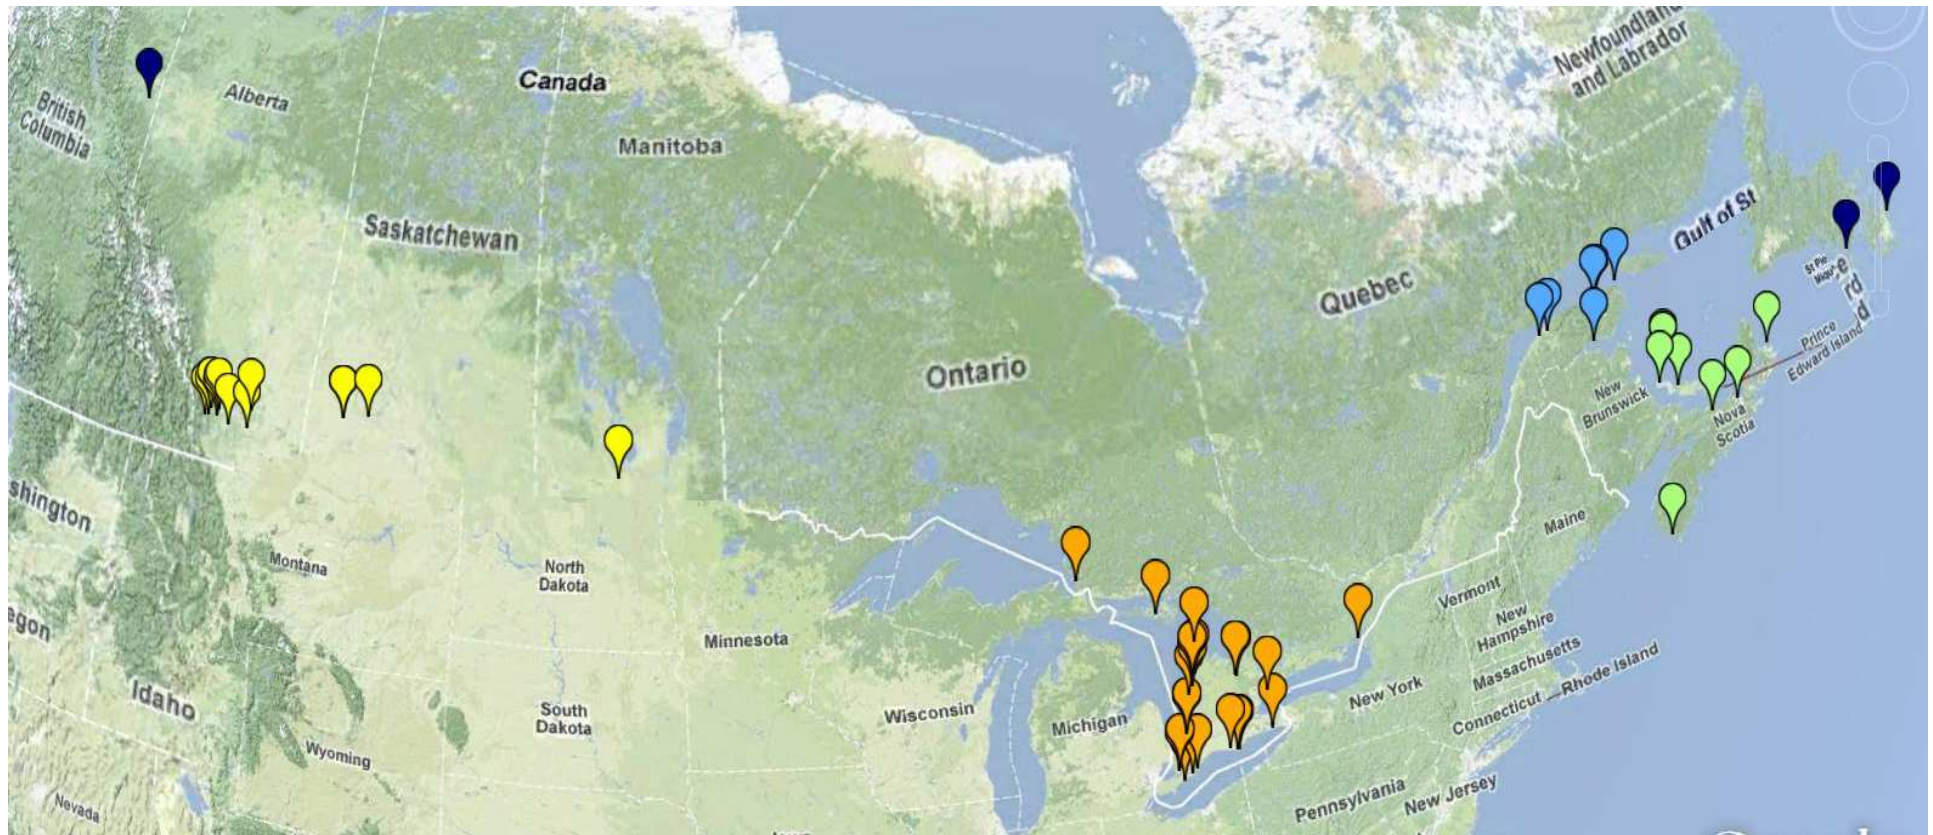 Newfoundland
and Labrador
Canada
Alberta
British
Columbia
Manitoba
Gulf of St
Saskatchewan
Quebec
St Pie
Prince
Edward Island
Ontario
New
Brunswick
Nova
Scotia
shington
Maine
Montana
North
Dakota
Vermont
egon
New
Hampshire
Minnesota
Massachusetts
Rhode Island
Idaho
New York
Connecticut
Wisconsin
South
Dakota
Michigan
Wyoming
Pennsylvania
New Jersey
Nevada